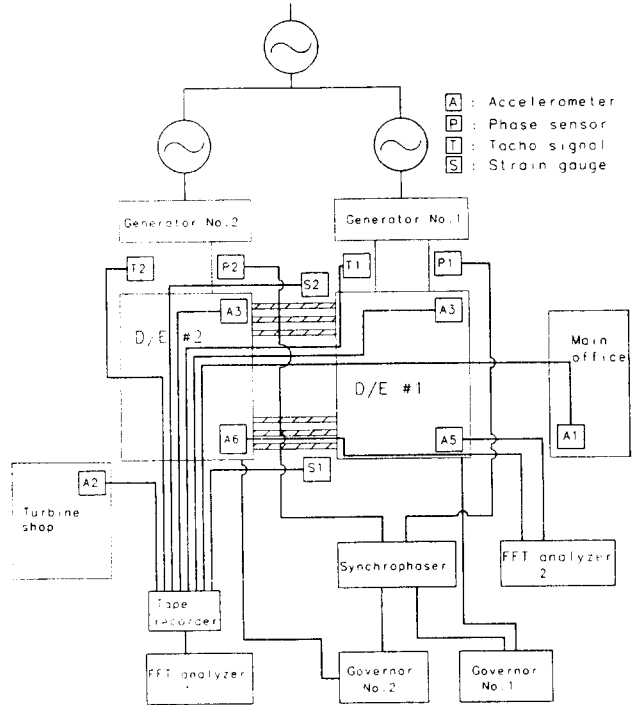 A : Accelerometer
P : Phase sensor
T : Tacho signal
S : Strain gauge
Generator No.2
Generator No.1
T2
P2
S2
T1
P1
A3
A3
D/E #2
D/E #1
Main
office
A1
A6
A5
S1
A2
Turbine
shop
Synchrophaser
FFT analyzer
2
Tape
recorder
FFT analyzer
Governor
No.2
Governor
No.1